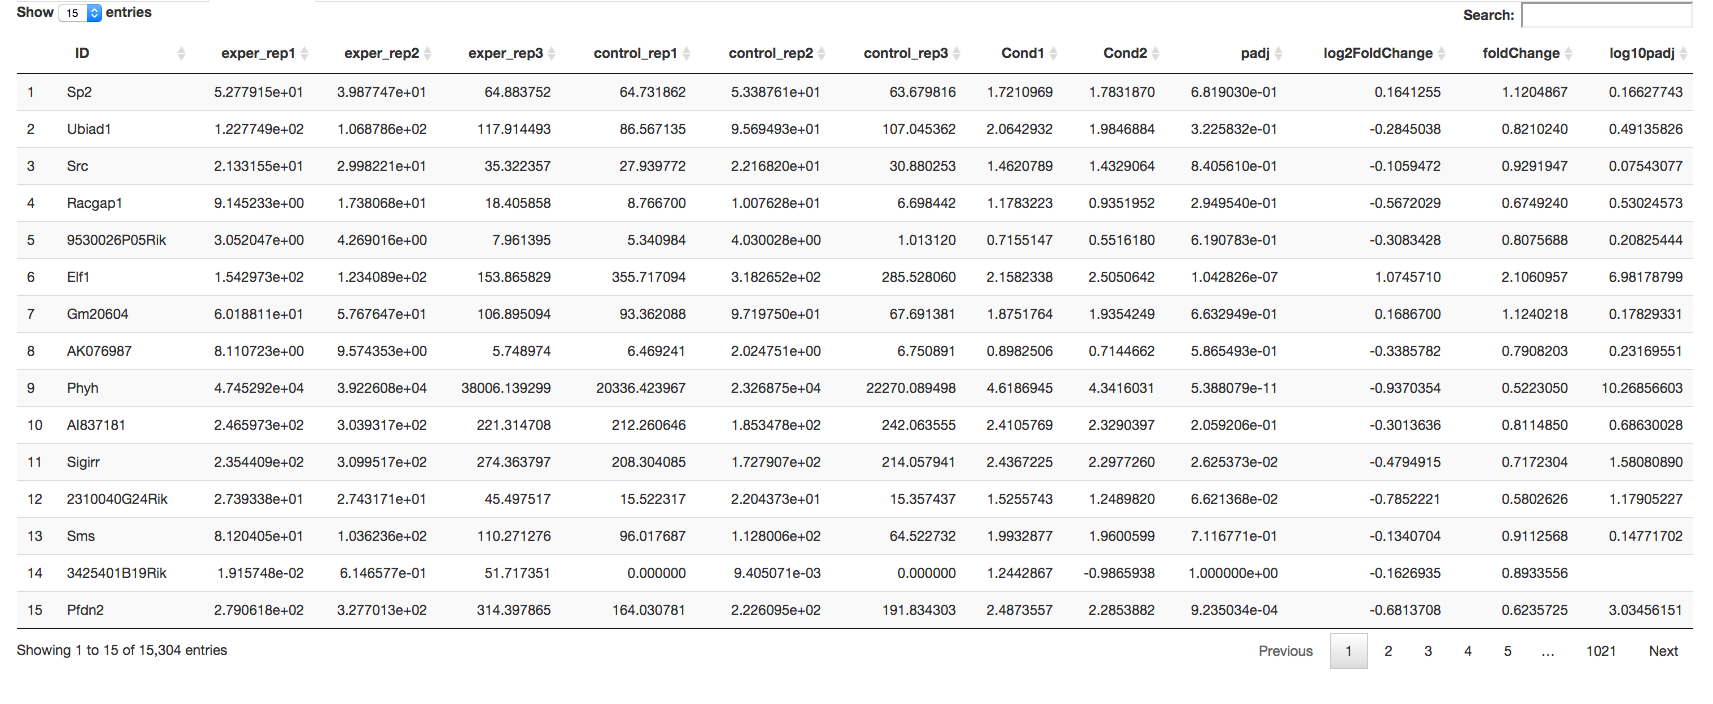 Show 15 entries Search:
ID exper_rep1 exper_rep2 exper_rep3 control_rep1 control_rep2 control_rep3 Cond1 Cond2 padj log2FoldChange foldChange log10padj
1 Sp2 5.277915e+01 3.987747e+01 64.883752 64.731862 5.338761e+01 63.679816 1.7210969 1.7831870 6.819030e-01 0.1641255 1.1204867 0.16627743
2 Ubiad1 1.227749e+02 1.068786e+02 117.914493 86.567135 9.569493e+01 107.045362 2.0642932 1.9846884 3.225832e-01 -0.2845038 0.8210240 0.49135826
3 Src 2.133155e+01 2.998221e+01 35.322357 27.939772 2.216820e+01 30.880253 1.4620789 1.4329064 8.405610e-01 -0.1059472 0.9291947 0.07543077
4 Racgap1 9.145233e+00 1.738068e+01 18.405858 8.766700 1.007628e+01 6.698442 1.1783223 0.9351952 2.949540e-01 -0.5672029 0.6749240 0.53024573
5 9530026P05Rik 3.052047e+00 4.269016e+00 7.961395 5.340984 4.030028e+00 1.013120 0.7155147 0.5516180 6.190783e-01 -0.3083428 0.8075688 0.20825444
6 Elf1 1.542973e+02 1.234089e+02 153.865829 355.717094 3.182652e+02 285.528060 2.1582338 2.5050642 1.042826e-07 1.0745710 2.1060957 6.98178799
7 Gm20604 6.018811e+01 5.767647e+01 106.895094 93.362088 9.719750e+01 67.691381 1.8751764 1.9354249 6.632949e-01 0.1686700 1.1240218 0.17829331
8 AK076987 8.110723e+00 9.574353e+00 5.748974 6.469241 2.024751e+00 6.750891 0.8982506 0.7144662 5.865493e-01 -0.3385782 0.7908203 0.23169551
9 Phyh 4.745292e+04 3.922608e+04 38006.139299 20336.423967 2.326875e+04 22270.089498 4.6186945 4.3416031 5.388079e-11 -0.9370354 0.5223050 10.26856603
10 AI837181 2.465973e+02 3.039317e+02 221.314708 212.260646 1.853478e+02 242.063555 2.4105769 2.3290397 2.059206e-01 -0.3013636 0.8114850 0.68630028
11 Sigirr 2.354409e+02 3.099517e+02 274.363797 208.304085 1.727907e+02 214.057941 2.4367225 2.2977260 2.625373e-02 -0.4794915 0.7172304 1.58080890
12 2310040G24Rik 2.739338e+01 2.743171e+01 45.497517 15.522317 2.204373e+01 15.357437 1.5255743 1.2489820 6.621368e-02 -0.7852221 0.5802626 1.17905227
13 Sms 8.120405e+01 1.036236e+02 110.271276 96.017687 1.128006e+02 64.522732 1.9932877 1.9600599 7.116771e-01 -0.1340704 0.9112568 0.14771702
14 3425401B19Rik 1.915748e-02 6.146577e-01 51.717351 0.000000 9.405071e-03 0.000000 1.2442867 -0.9865938 1.000000e+00 -0.1626935 0.8933556
15 Pfdn2 2.790618e+02 3.277013e+02 314.397865 164.030781 2.226095e+02 191.834303 2.4873557 2.2853882 9.235034e-04 -0.6813708 0.6235725 3.03456151
Showing 1 to 15 of 15,304 entries Previous 1 2 3 4 5 … 1021 Next